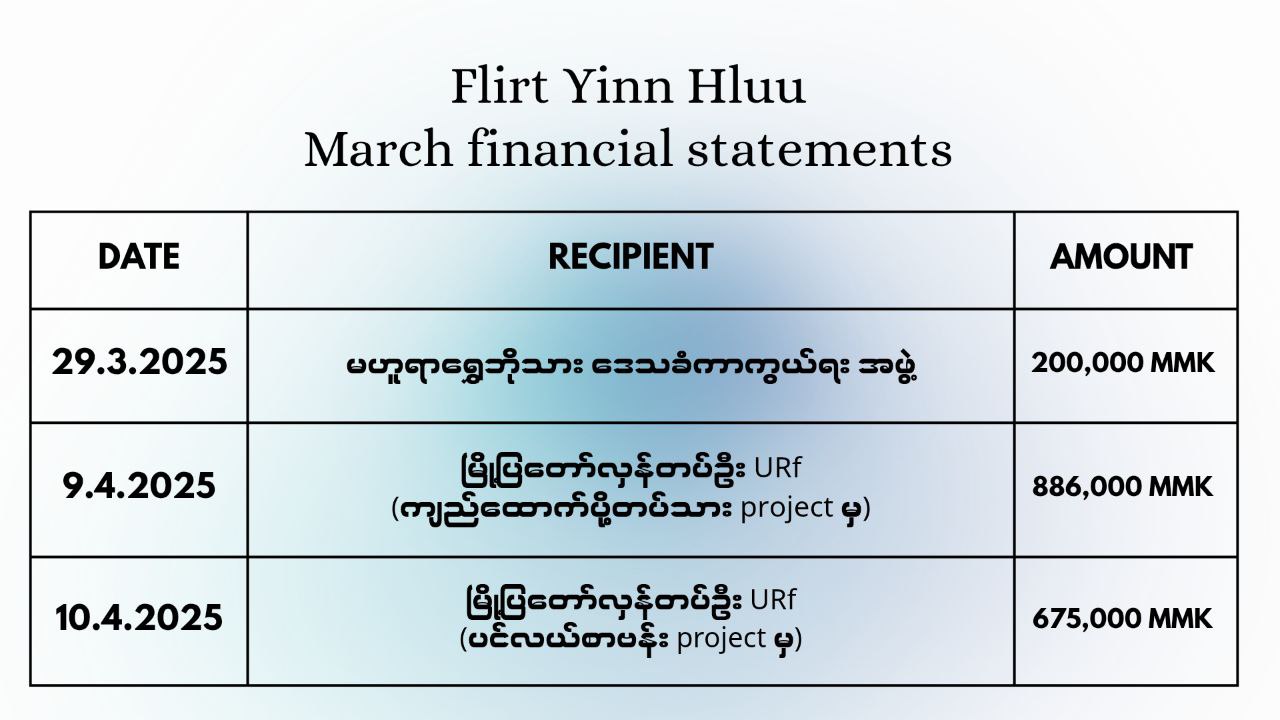 Flirt Yinn Hluu
March financial statements
DATE
RECIPIENT
AMOUNT
29.3.2025
မဟူရာရွှေဘိုသား ဒေသခံကာကွယ်ရး အဖွဲ့
200,000 MMK
9.4.2025
မြို့ပြတော်လှန်တပ်ဦး URf
(ကျည်ထောက်ပို့တပ်သား project မှ)
886,000 MMK
10.4.2025
မြို့ပြတော်လှန်တပ်ဦး URf
(ပင်လယ်စာဗန်း project မှ)
675,000 MMK